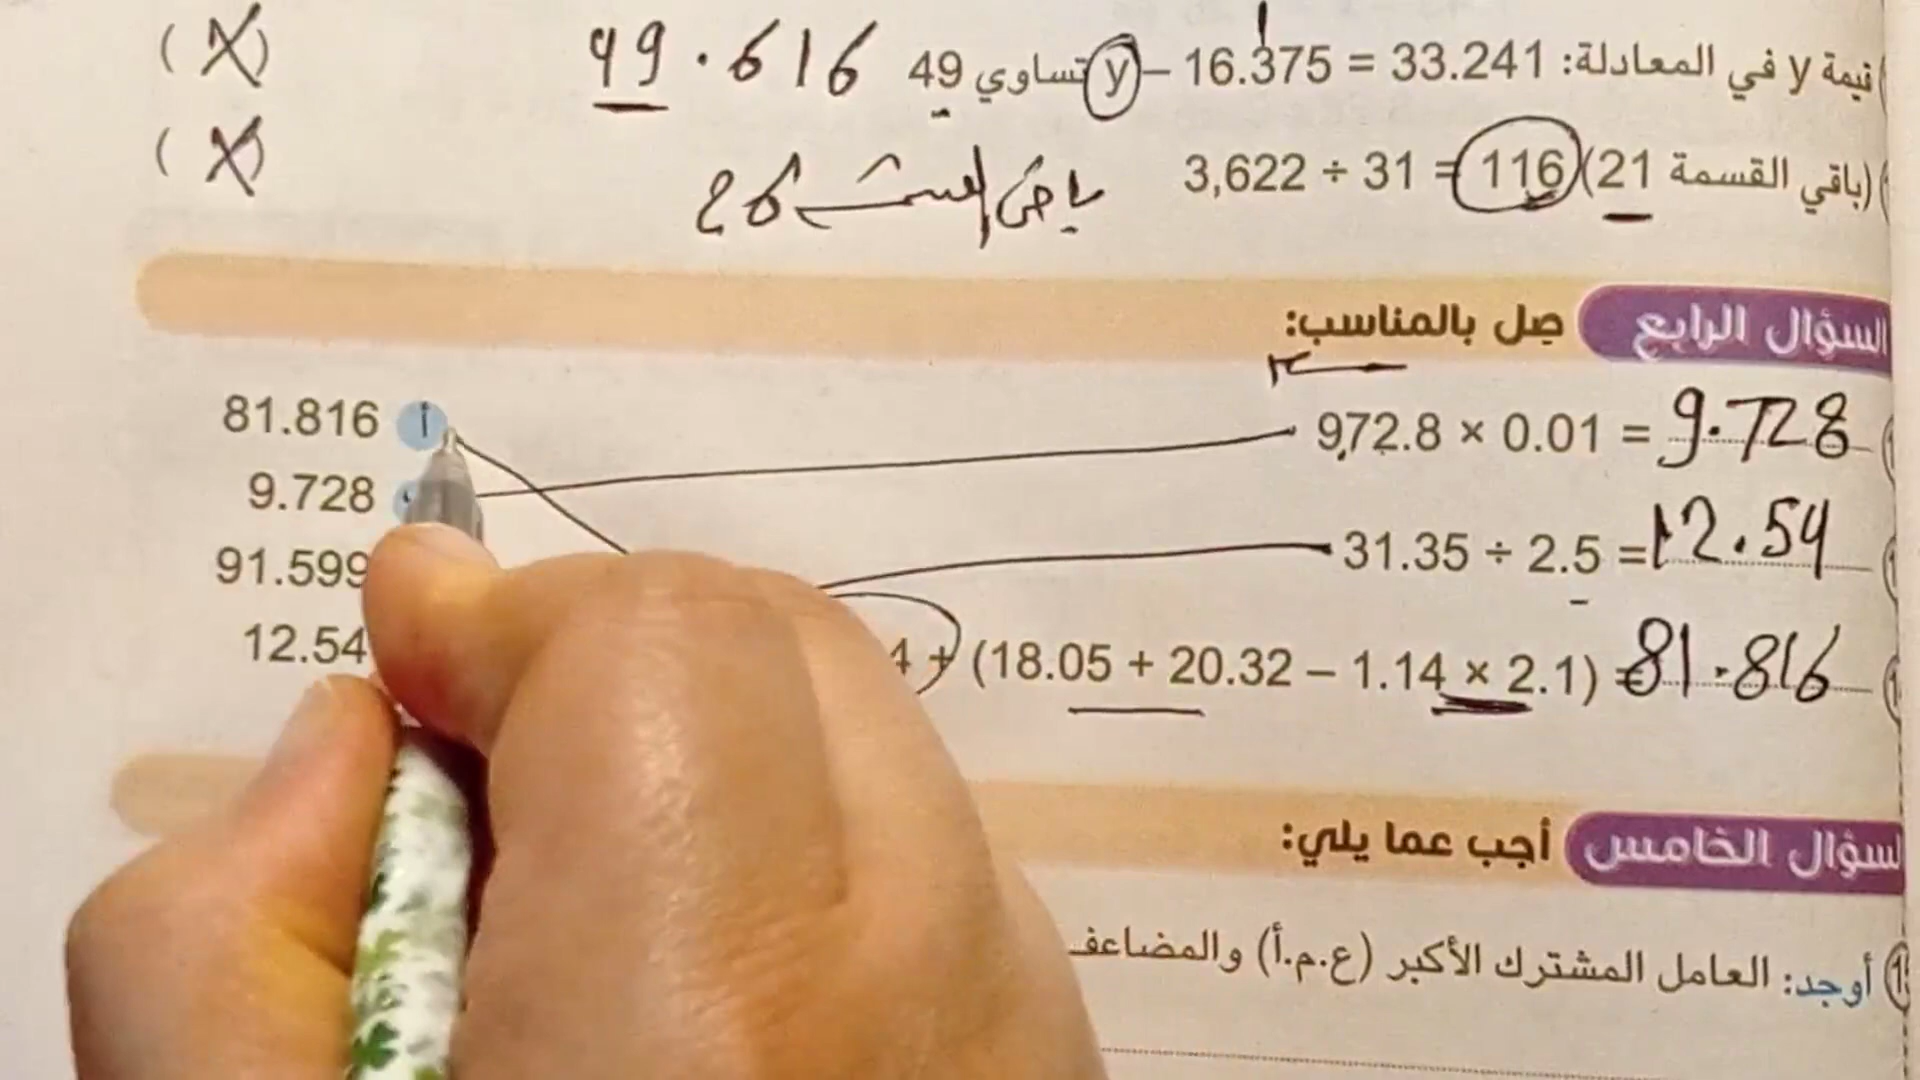 قيمة y في المعادلة: y – 16.375 = 33.241 تساوي 49 49.616 (X)
3,622 ÷ 31 = 116 (باقي القسمة 21) باقي القسمة 26 (X)
السؤال الرابع صل بالمناسب:
972.8 × 0.01 = 9.728 أ 81.816
9.728
31.35 ÷ 2.5 = 12.54 91.599
4 + (18.05 + 20.32 – 1.14 × 2.1) = 81.816 12.54
السؤال الخامس أجب عما يلي:
أوجد: العامل المشترك الأكبر (ع.م.أ) والمضاعف